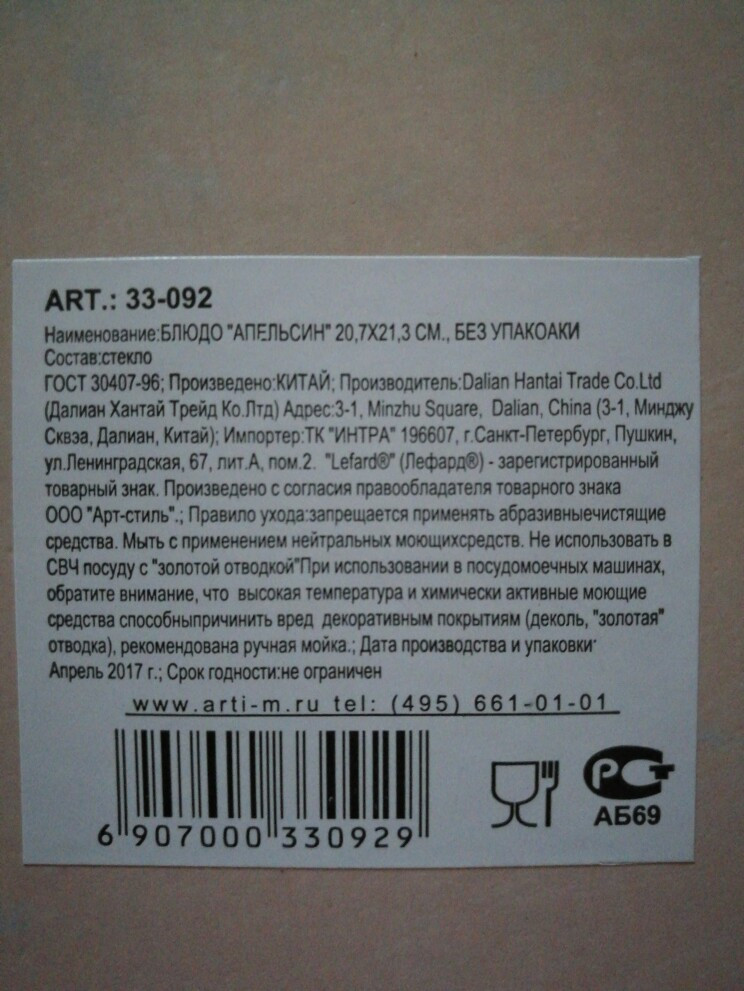 ART.: 33-092
Наименование:БЛЮДО "АПЕЛЬСИН" 20,7X21,3 СМ., БЕЗ УПАКОАКИ
Состав:стекло
ГОСТ 30407-96; Произведено:КИТАЙ; Производитель:Dalian Hantai Trade Co.Ltd
(Далиан Хантай Трейд Ко.Лтд) Адрес:3-1, Minzhu Square, Dalian, China (3-1, Минджу
Сквэа, Далиан, Китай); Импортер:ТК "ИНТРА" 196607, г.Санкт-Петербург, Пушкин,
ул.Ленинградская, 67, лит.А, пом.2. "Lefard®" (Лефард®) - зарегистрированный
товарный знак. Произведено с согласия правообладателя товарного знака
ООО "Арт-стиль".; Правило ухода:запрещается применять абразивныечистящие
средства. Мыть с применением нейтральных моющихсредств. Не использовать в
СВЧ посуду с "золотой отводкой"При использовании в посудомоечных машинах,
обратите внимание, что высокая температура и химически активные моющие
средства способныпричинить вред декоративным покрытиям (деколь, "золотая"
отводка), рекомендована ручная мойка.; Дата производства и упаковки:
Апрель 2017 г.; Срок годности:не ограничен
www.arti-m.ru tel: (495) 661-01-01
6 907000 330929
РСТ
АБ69